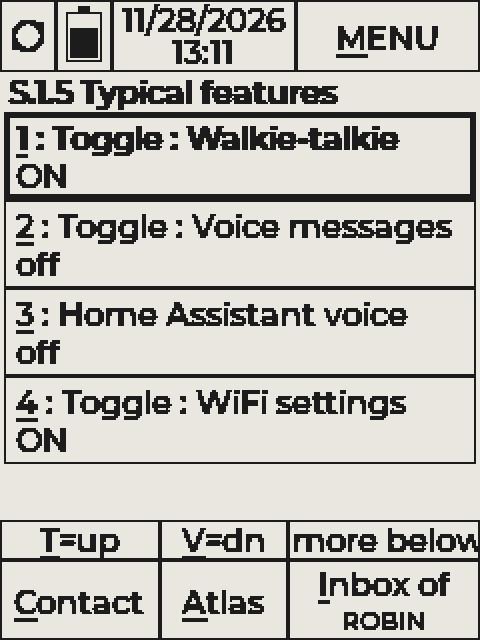 11/28/2026
13:11
MENU
S.1.5 Typical features
1 : Toggle : Walkie-talkie
ON
2 : Toggle : Voice messages
off
3 : Home Assistant voice
off
4 : Toggle : WiFi settings
ON
T=up
V=dn
more below
Contact
Atlas
Inbox of
ROBIN